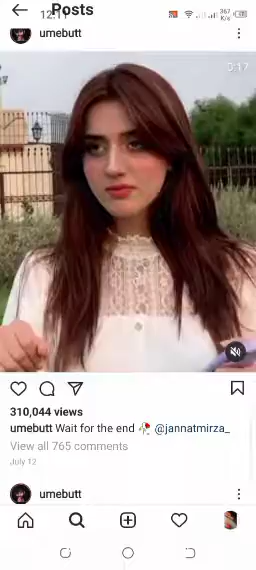 12:11 Posts 367 K/s
umebutt
0:17
310,044 views
umebutt Wait for the end 🥀 @jannatmirza_
View all 765 comments
July 12
umebutt